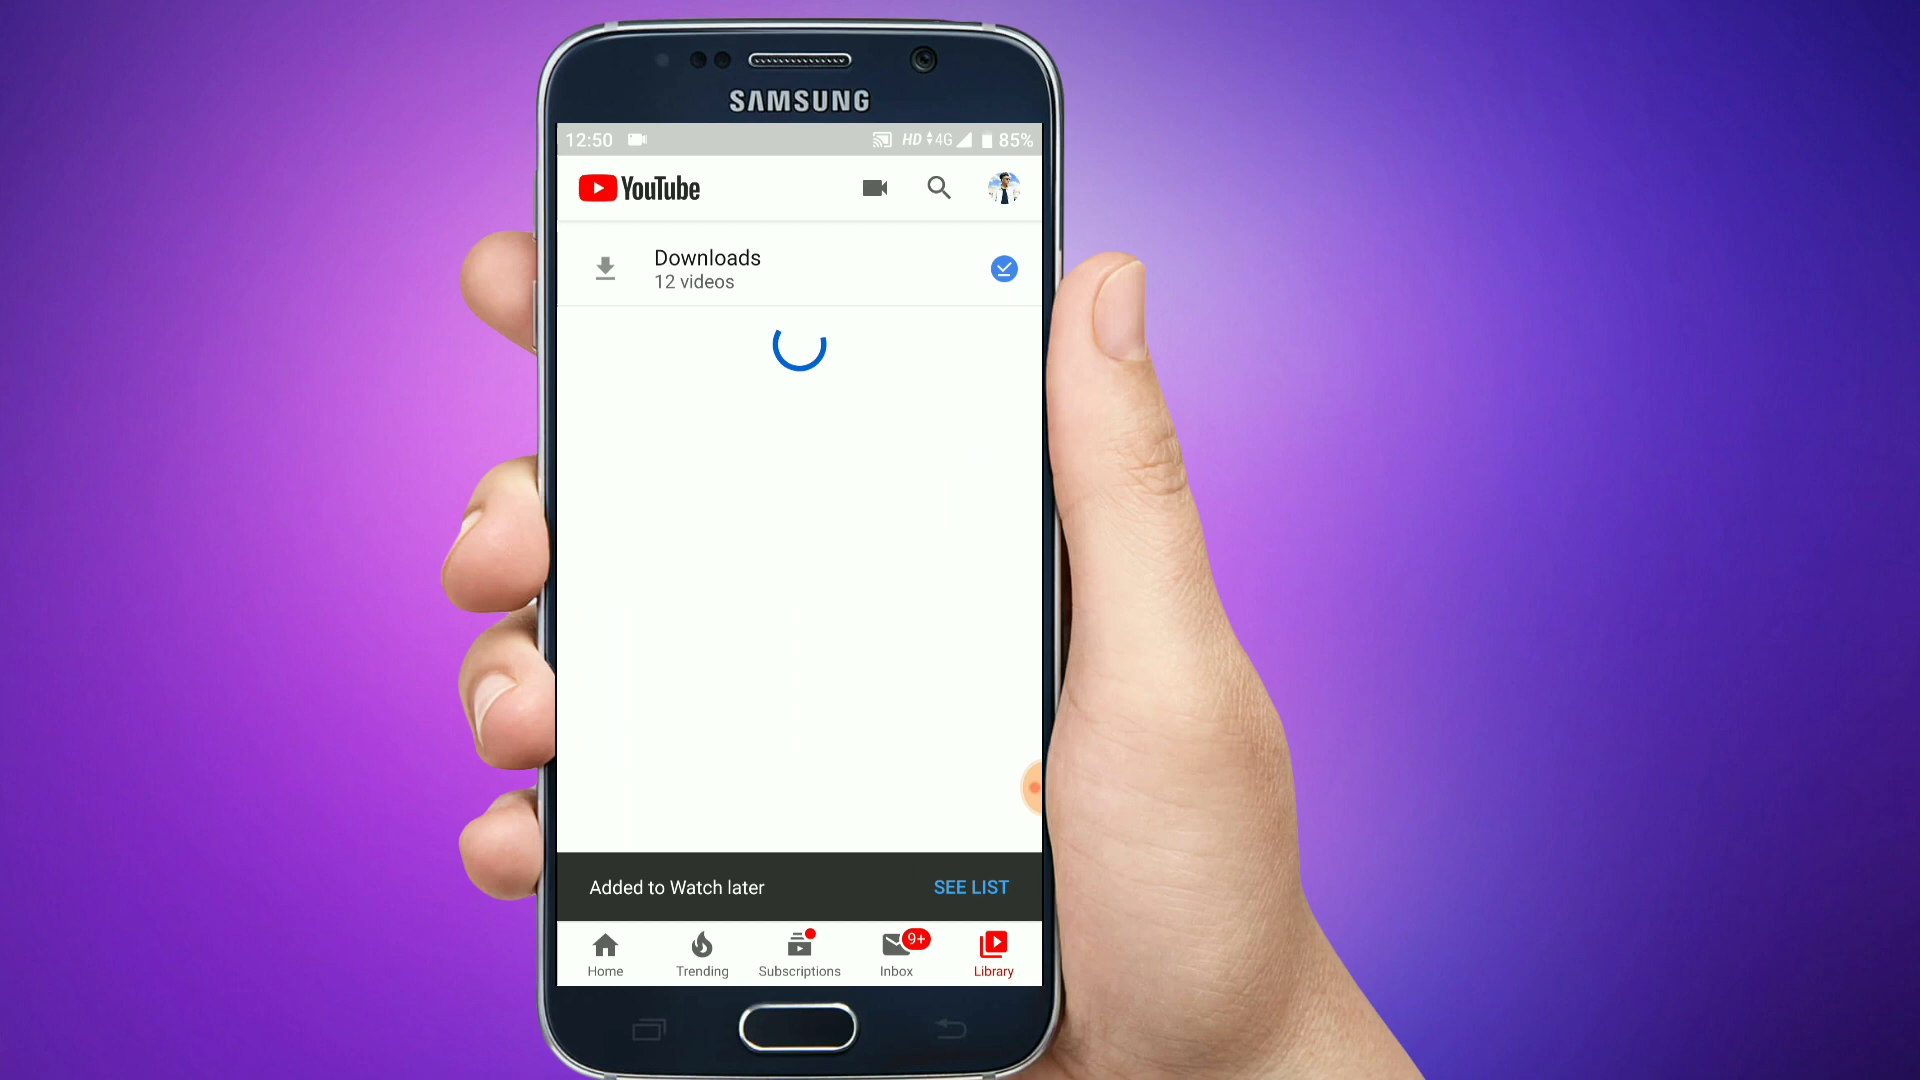 SAMSUNG
12:50 HD 4G 85%
YouTube
Downloads
12 videos
Added to Watch later SEE LIST
9+
Home Trending Subscriptions Inbox Library